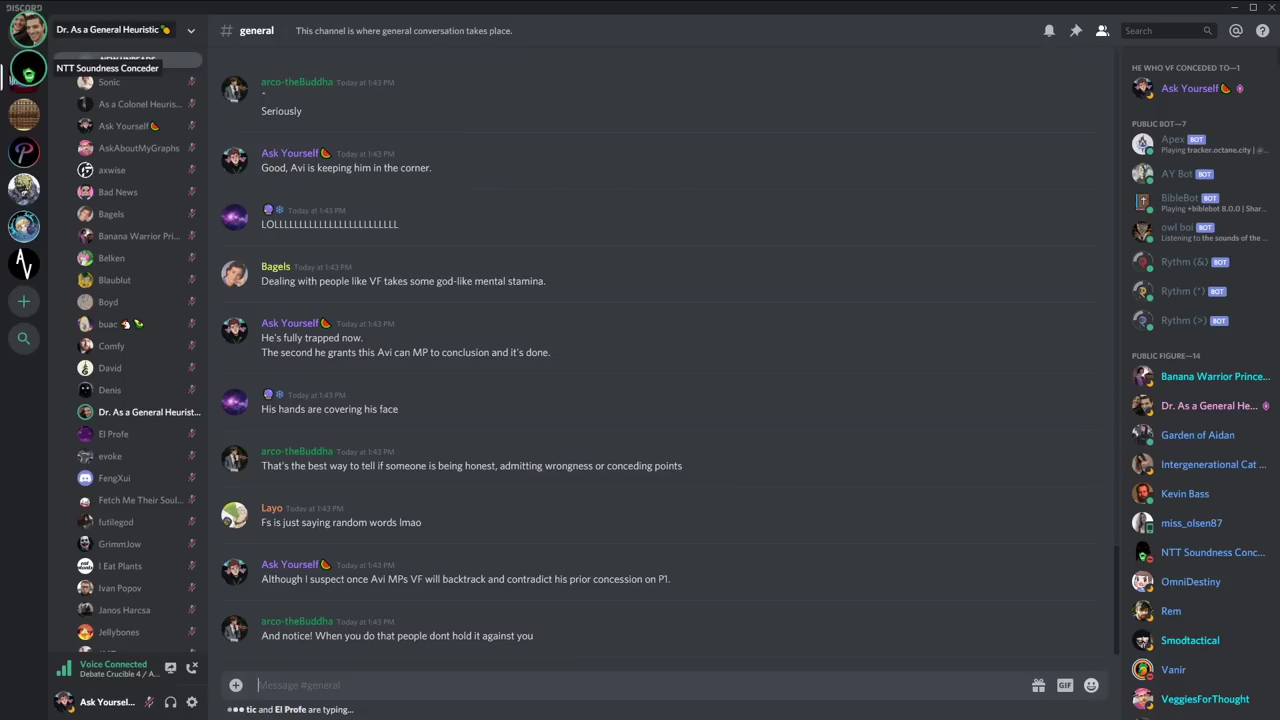 DISCORD
Dr. As a General Heuristic
NTT Soundness Conceder
5onic
As a Colonel Heuris...
Ask Yourself
AskAboutMyGraphs
axwise
Bad News
Bagels
Banana Warrior Pri...
Belken
Blaublut
Boyd
buac
Comfy
David
Denis
Dr. As a General Heurist...
El Profe
evoke
FengXui
Fetch Me Their Soul...
futilegod
GrimmJow
I Eat Plants
Ivan Popov
Janos Harcsa
Jellybones
Voice Connected
Debate Crucible 4 / A...
Ask Yoursel...
# general
This channel is where general conversation takes place.
Search
arco-theBuddha Today at 1:43 PM
^
Seriously
Ask Yourself Today at 1:43 PM
Good, Avi is keeping him in the corner.
Today at 1:43 PM
LOLLLLLLLLLLLLLLLLLLLLLLLL
Bagels Today at 1:43 PM
Dealing with people like VF takes some god-like mental stamina.
Ask Yourself Today at 1:43 PM
He's fully trapped now.
The second he grants this Avi can MP to conclusion and it's done.
Today at 1:43 PM
His hands are covering his face
arco-theBuddha Today at 1:43 PM
That's the best way to tell if someone is being honest, admitting wrongness or conceding points
Layo Today at 1:43 PM
Fs is just saying random words lmao
Ask Yourself Today at 1:43 PM
Although I suspect once Avi MPs VF will backtrack and contradict his prior concession on P1.
arco-theBuddha Today at 1:43 PM
And notice! When you do that people dont hold it against you
Message #general
GIF
tic and El Profe are typing...
HE WHO VF CONCEDED TO—1
Ask Yourself
PUBLIC BOT—7
Apex BOT
Playing tracker.octane.city | @...
AY Bot BOT
BibleBot BOT
Playing +biblebot 8.0.0 | Shar...
owl boi BOT
Listening to the sounds of the...
Rythm (&) BOT
Rythm (*) BOT
Rythm (>) BOT
PUBLIC FIGURE—14
Banana Warrior Prince...
Dr. As a General He...
Garden of Aidan
Intergenerational Cat ...
Kevin Bass
miss_olsen87
NTT Soundness Conc...
OmniDestiny
Rem
Smodtactical
Vanir
VeggiesForThought